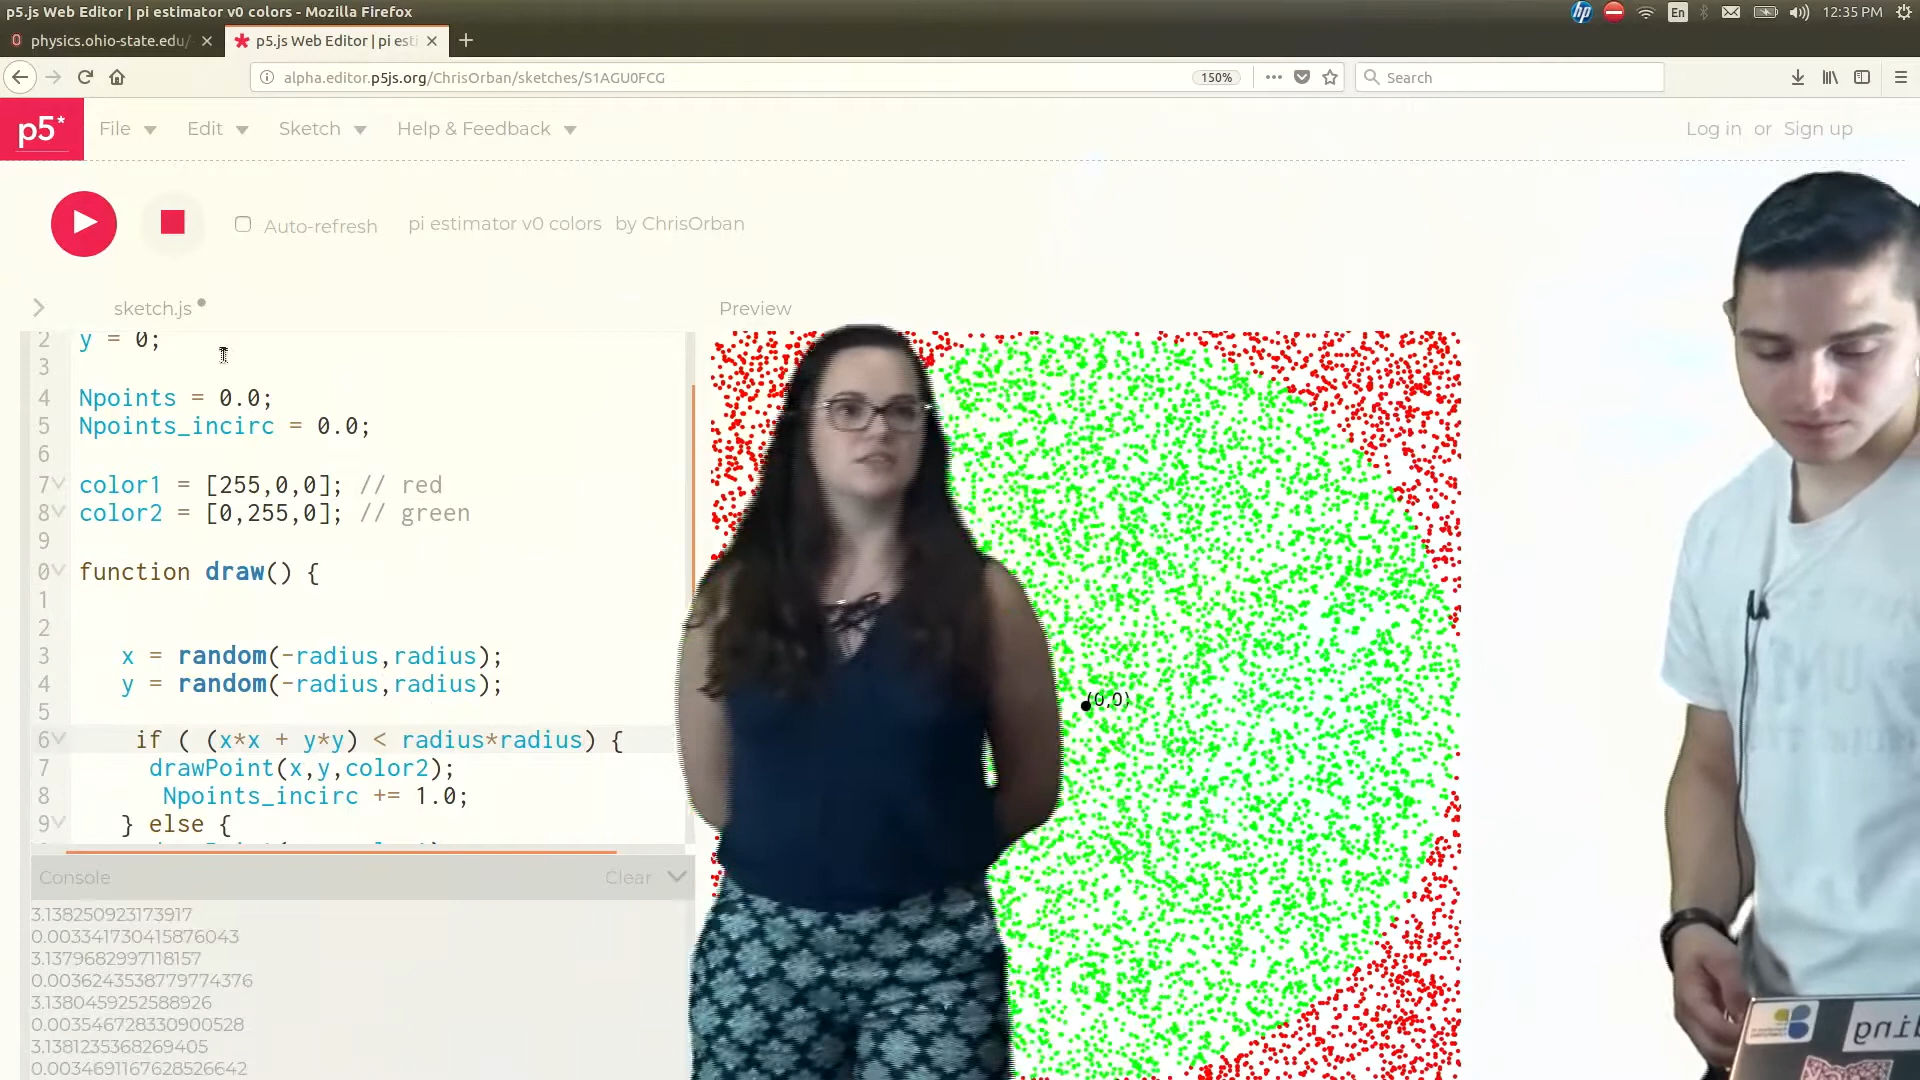 p5.js Web Editor | pi estimator v0 colors - Mozilla Firefox
hp
En
12:35 PM
physics.ohio-state.edu/
p5.js Web Editor | pi esti
alpha.editor.p5js.org/ChrisOrban/sketches/S1AGU0FCG
150%
Search
p5*
File
Edit
Sketch
Help & Feedback
Log in or Sign up
Auto-refresh
pi estimator v0 colors by ChrisOrban
sketch.js
Preview
2 y = 0;
3
4 Npoints = 0.0;
5 Npoints_incirc = 0.0;
6
7 color1 = [255,0,0]; // red
8 color2 = [0,255,0]; // green
9
0 function draw() {
1
2
3 x = random(-radius,radius);
4 y = random(-radius,radius);
5
6 if ( (x*x + y*y) < radius*radius) {
7 drawPoint(x,y,color2);
8 Npoints_incirc += 1.0;
9 } else {
(0,0)
Console
Clear
3.138250923173917
0.003341730415876043
3.1379682997118157
0.0036243538779774376
3.1380459252588926
0.003546728330900528
3.1381235368269405
0.0034691167628526642